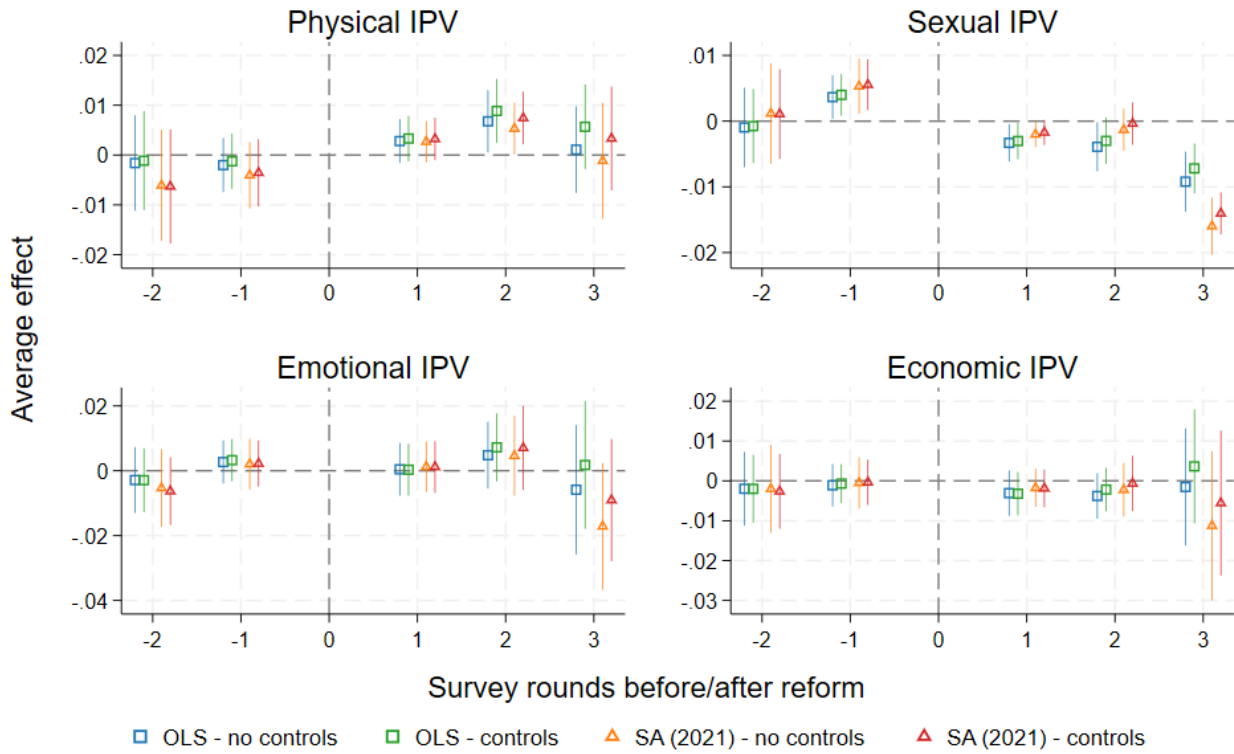 Physical IPV
Sexual IPV
.02
.01
0
-.01
-.02
-2 -1 0 1 2 3
.01
0
-.01
-.02
-2 -1 0 1 2 3
Average effect
Emotional IPV
Economic IPV
.02
0
-.02
-.04
-2 -1 0 1 2 3
.02
.01
0
-.01
-.02
-.03
-2 -1 0 1 2 3
Survey rounds before/after reform
OLS - no controls OLS - controls SA (2021) - no controls SA (2021) - controls